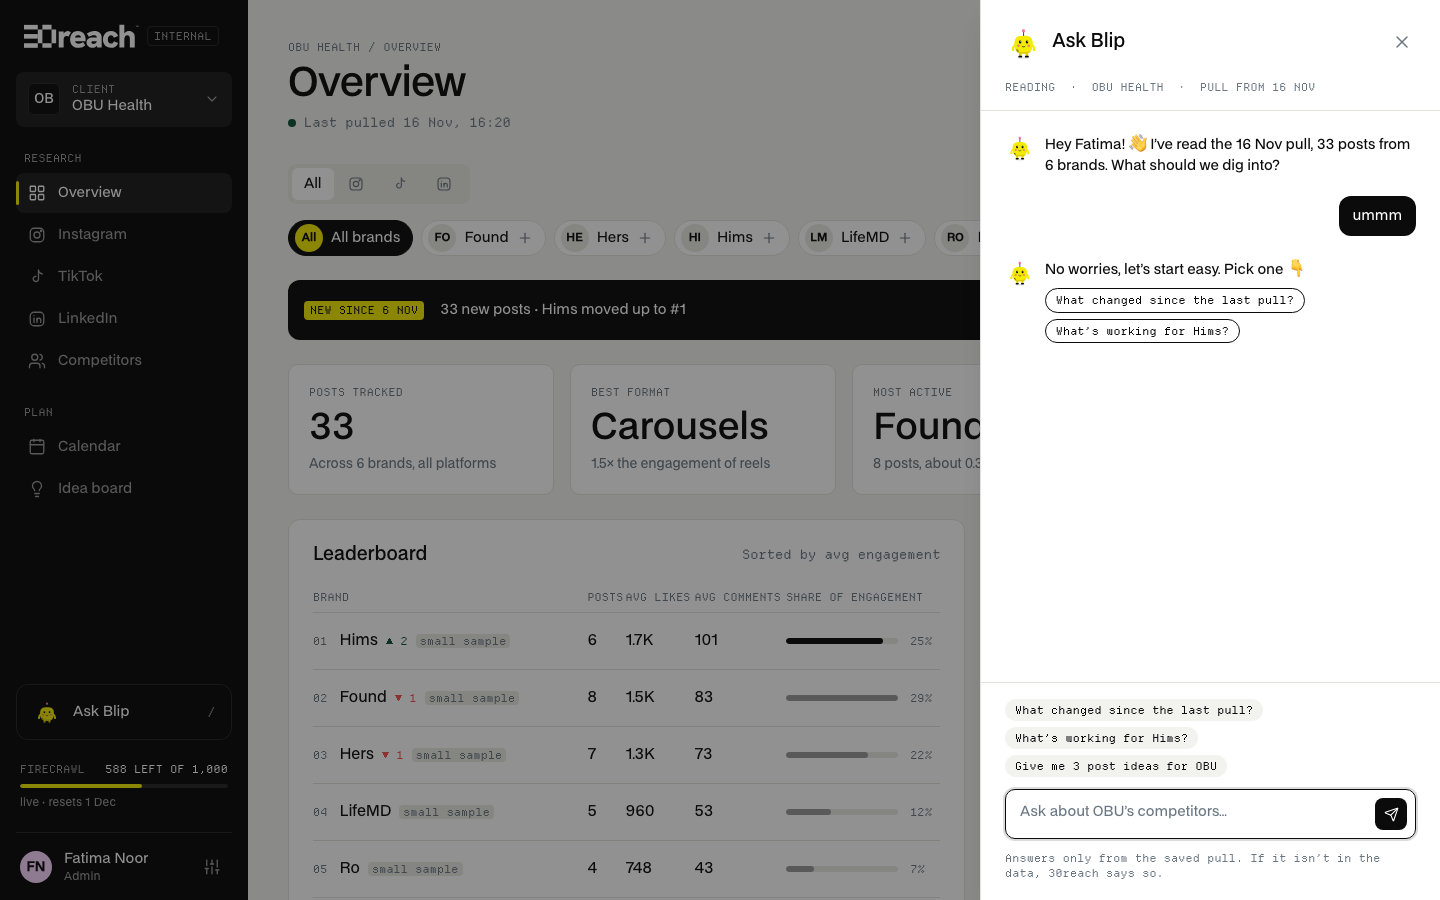 30reach INTERNAL
OB
CLIENT
OBU Health
RESEARCH
Overview
Instagram
TikTok
LinkedIn
Competitors
PLAN
Calendar
Idea board
Ask Blip /
FIRECRAWL 588 LEFT OF 1,000
live · resets 1 Dec
FN
Fatima Noor
Admin
OBU HEALTH / OVERVIEW
Overview
Last pulled 16 Nov, 16:20
All
All All brands
FO Found +
HE Hers +
HI Hims +
LM LifeMD +
RO
NEW SINCE 6 NOV 33 new posts · Hims moved up to #1
POSTS TRACKED
33
Across 6 brands, all platforms
BEST FORMAT
Carousels
1.5× the engagement of reels
MOST ACTIVE
Found
8 posts, about 0.3
Leaderboard
Sorted by avg engagement
BRAND POSTS AVG LIKES AVG COMMENTS SHARE OF ENGAGEMENT
01 Hims ▲ 2 small sample 6 1.7K 101 25%
02 Found ▼ 1 small sample 8 1.5K 83 29%
03 Hers ▼ 1 small sample 7 1.3K 73 22%
04 LifeMD small sample 5 960 53 12%
05 Ro small sample 4 748 43 7%
Ask Blip
READING · OBU HEALTH · PULL FROM 16 NOV
Hey Fatima! 👋 I've read the 16 Nov pull, 33 posts from
6 brands. What should we dig into?
ummm
No worries, let's start easy. Pick one 👇
What changed since the last pull?
What's working for Hims?
What changed since the last pull?
What's working for Hims?
Give me 3 post ideas for OBU
Ask about OBU's competitors…
Answers only from the saved pull. If it isn't in the
data, 30reach says so.